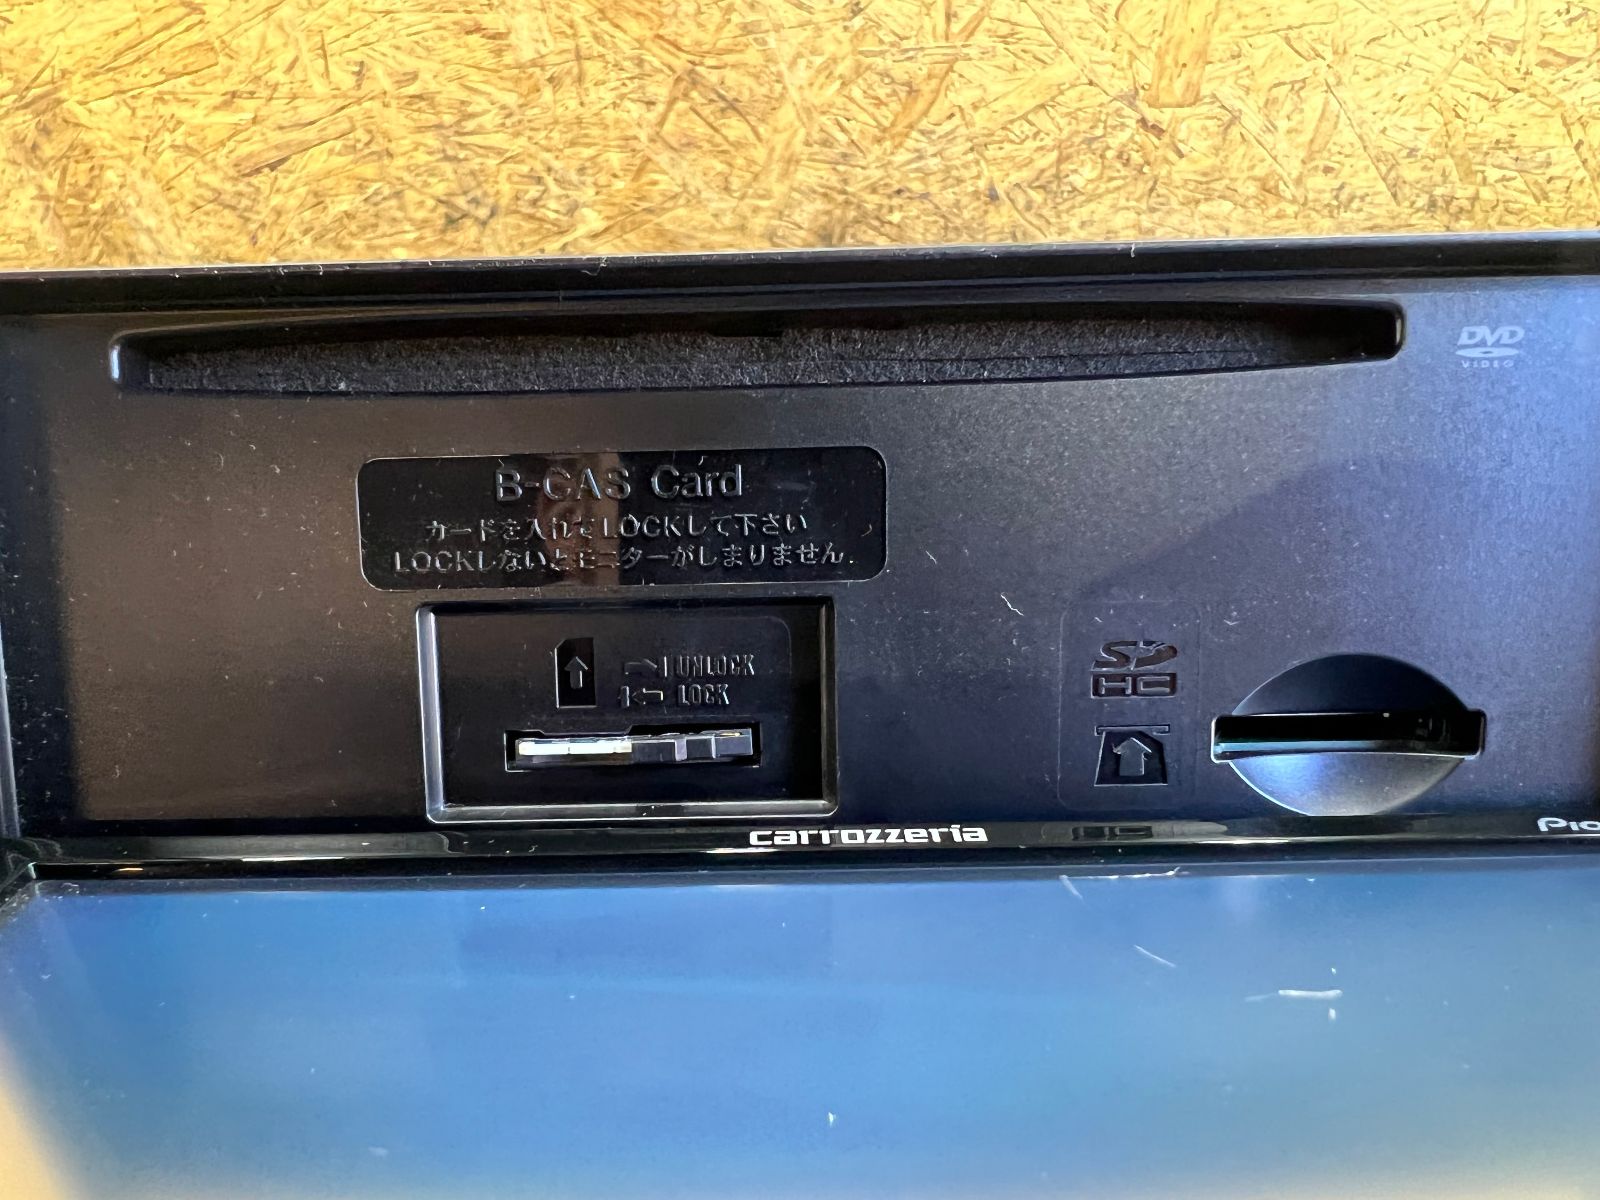 DVD
VIDEO
B-CAS Card
カードを入れてLOCKして下さい
LOCKしないとモニターがしまりません
UNLOCK
LOCK
SD
HC
carrozzeria
Pio